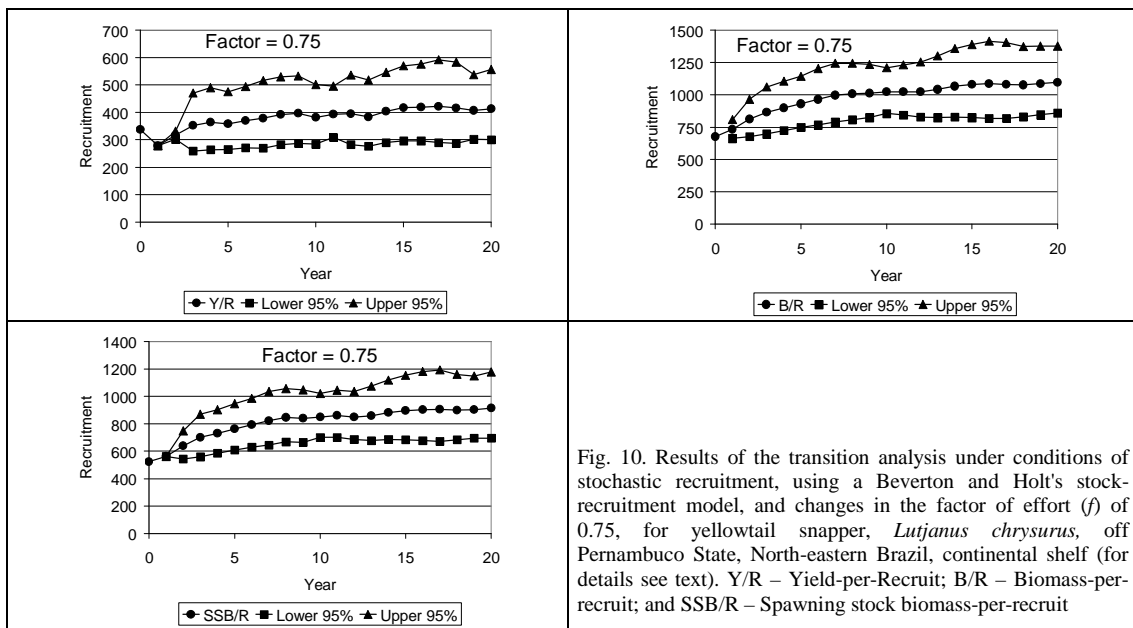 Factor = 0.75
700
600
500
400
300
200
100
0
Recruitment
0 5 10 15 20
Year
Y/R Lower 95% Upper 95%
Factor = 0.75
1500
1250
1000
750
500
250
0
Recruitment
0 5 10 15 20
Year
B/R Lower 95% Upper 95%
Factor = 0.75
1400
1200
1000
800
600
400
200
0
Recruitment
0 5 10 15 20
Year
SSB/R Lower 95% Upper 95%
Fig. 10. Results of the transition analysis under conditions of
stochastic recruitment, using a Beverton and Holt's stock-
recruitment model, and changes in the factor of effort (f) of
0.75, for yellowtail snapper, Lutjanus chrysurus, off
Pernambuco State, North-eastern Brazil, continental shelf (for
details see text). Y/R – Yield-per-Recruit; B/R – Biomass-per-
recruit; and SSB/R – Spawning stock biomass-per-recruit